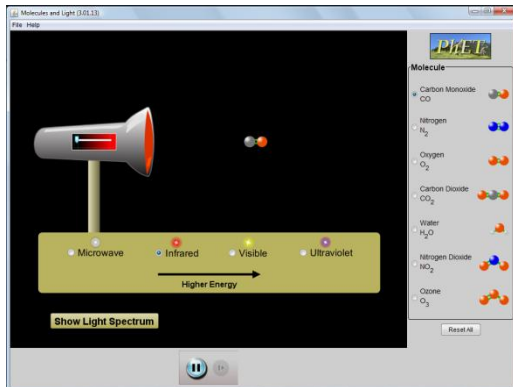 Molecules and Light (3.01.13)
File Help
PhET
Molecule
Carbon Monoxide
CO
Nitrogen
N2
Oxygen
O2
Carbon Dioxide
CO2
Water
H2O
Nitrogen Dioxide
NO2
Ozone
O3
Reset All
Microwave
Infrared
Visible
Ultraviolet
Higher Energy
Show Light Spectrum